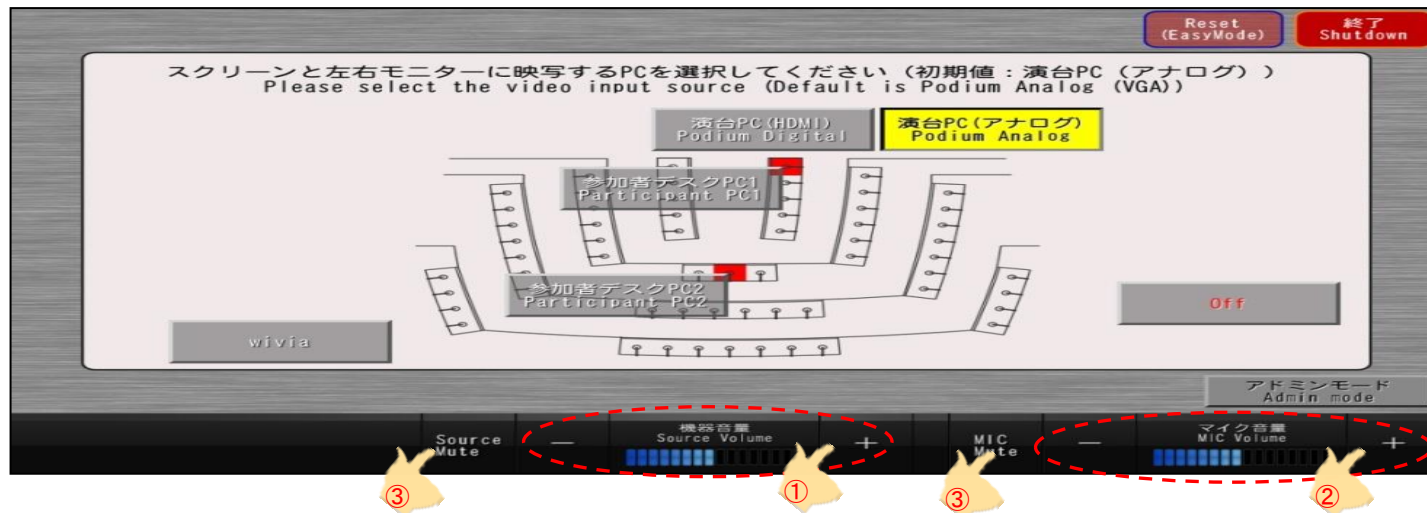 Reset
(EasyMode)
終了
Shutdown
スクリーンと左右モニターに映写するPCを選択してください（初期値：演台PC（アナログ））
Please select the video input source (Default is Podium Analog (VGA))
演台PC(HDMI)
Podium Digital
演台PC(アナログ)
Podium Analog
参加者デスクPC1
Participant PC1
参加者デスクPC2
Participant PC2
Off
wivia
アドミンモード
Admin mode
Source
Mute
−
機器音量
Source Volume
+
MIC
Mute
−
マイク音量
MIC Volume
+
③
①
③
②